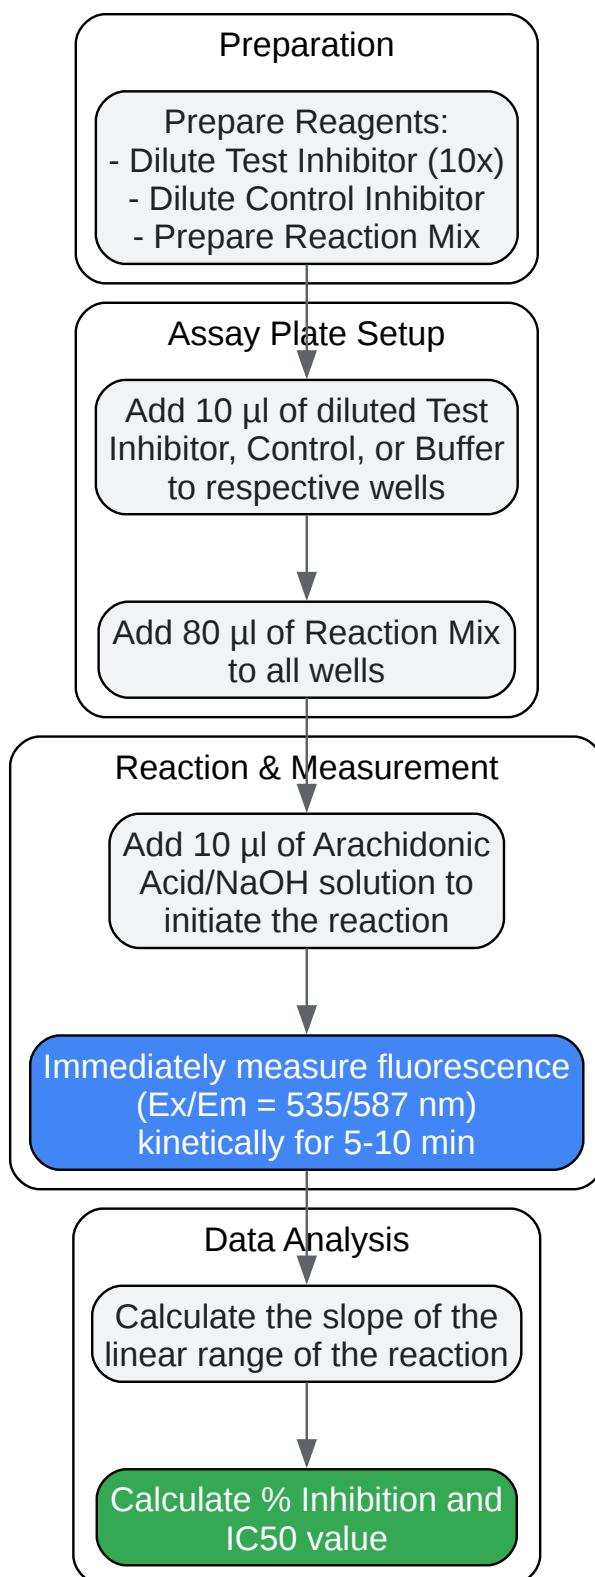 Preparation
Prepare Reagents:
- Dilute Test Inhibitor (10x)
- Dilute Control Inhibitor
- Prepare Reaction Mix
Assay Plate Setup
Add 10 µl of diluted Test
Inhibitor, Control, or Buffer
to respective wells
Add 80 µl of Reaction Mix
to all wells
Reaction & Measurement
Add 10 µl of Arachidonic
Acid/NaOH solution to
initiate the reaction
Immediately measure fluorescence
(Ex/Em = 535/587 nm)
kinetically for 5-10 min
Data Analysis
Calculate the slope of the
linear range of the reaction
Calculate % Inhibition and
IC50 value